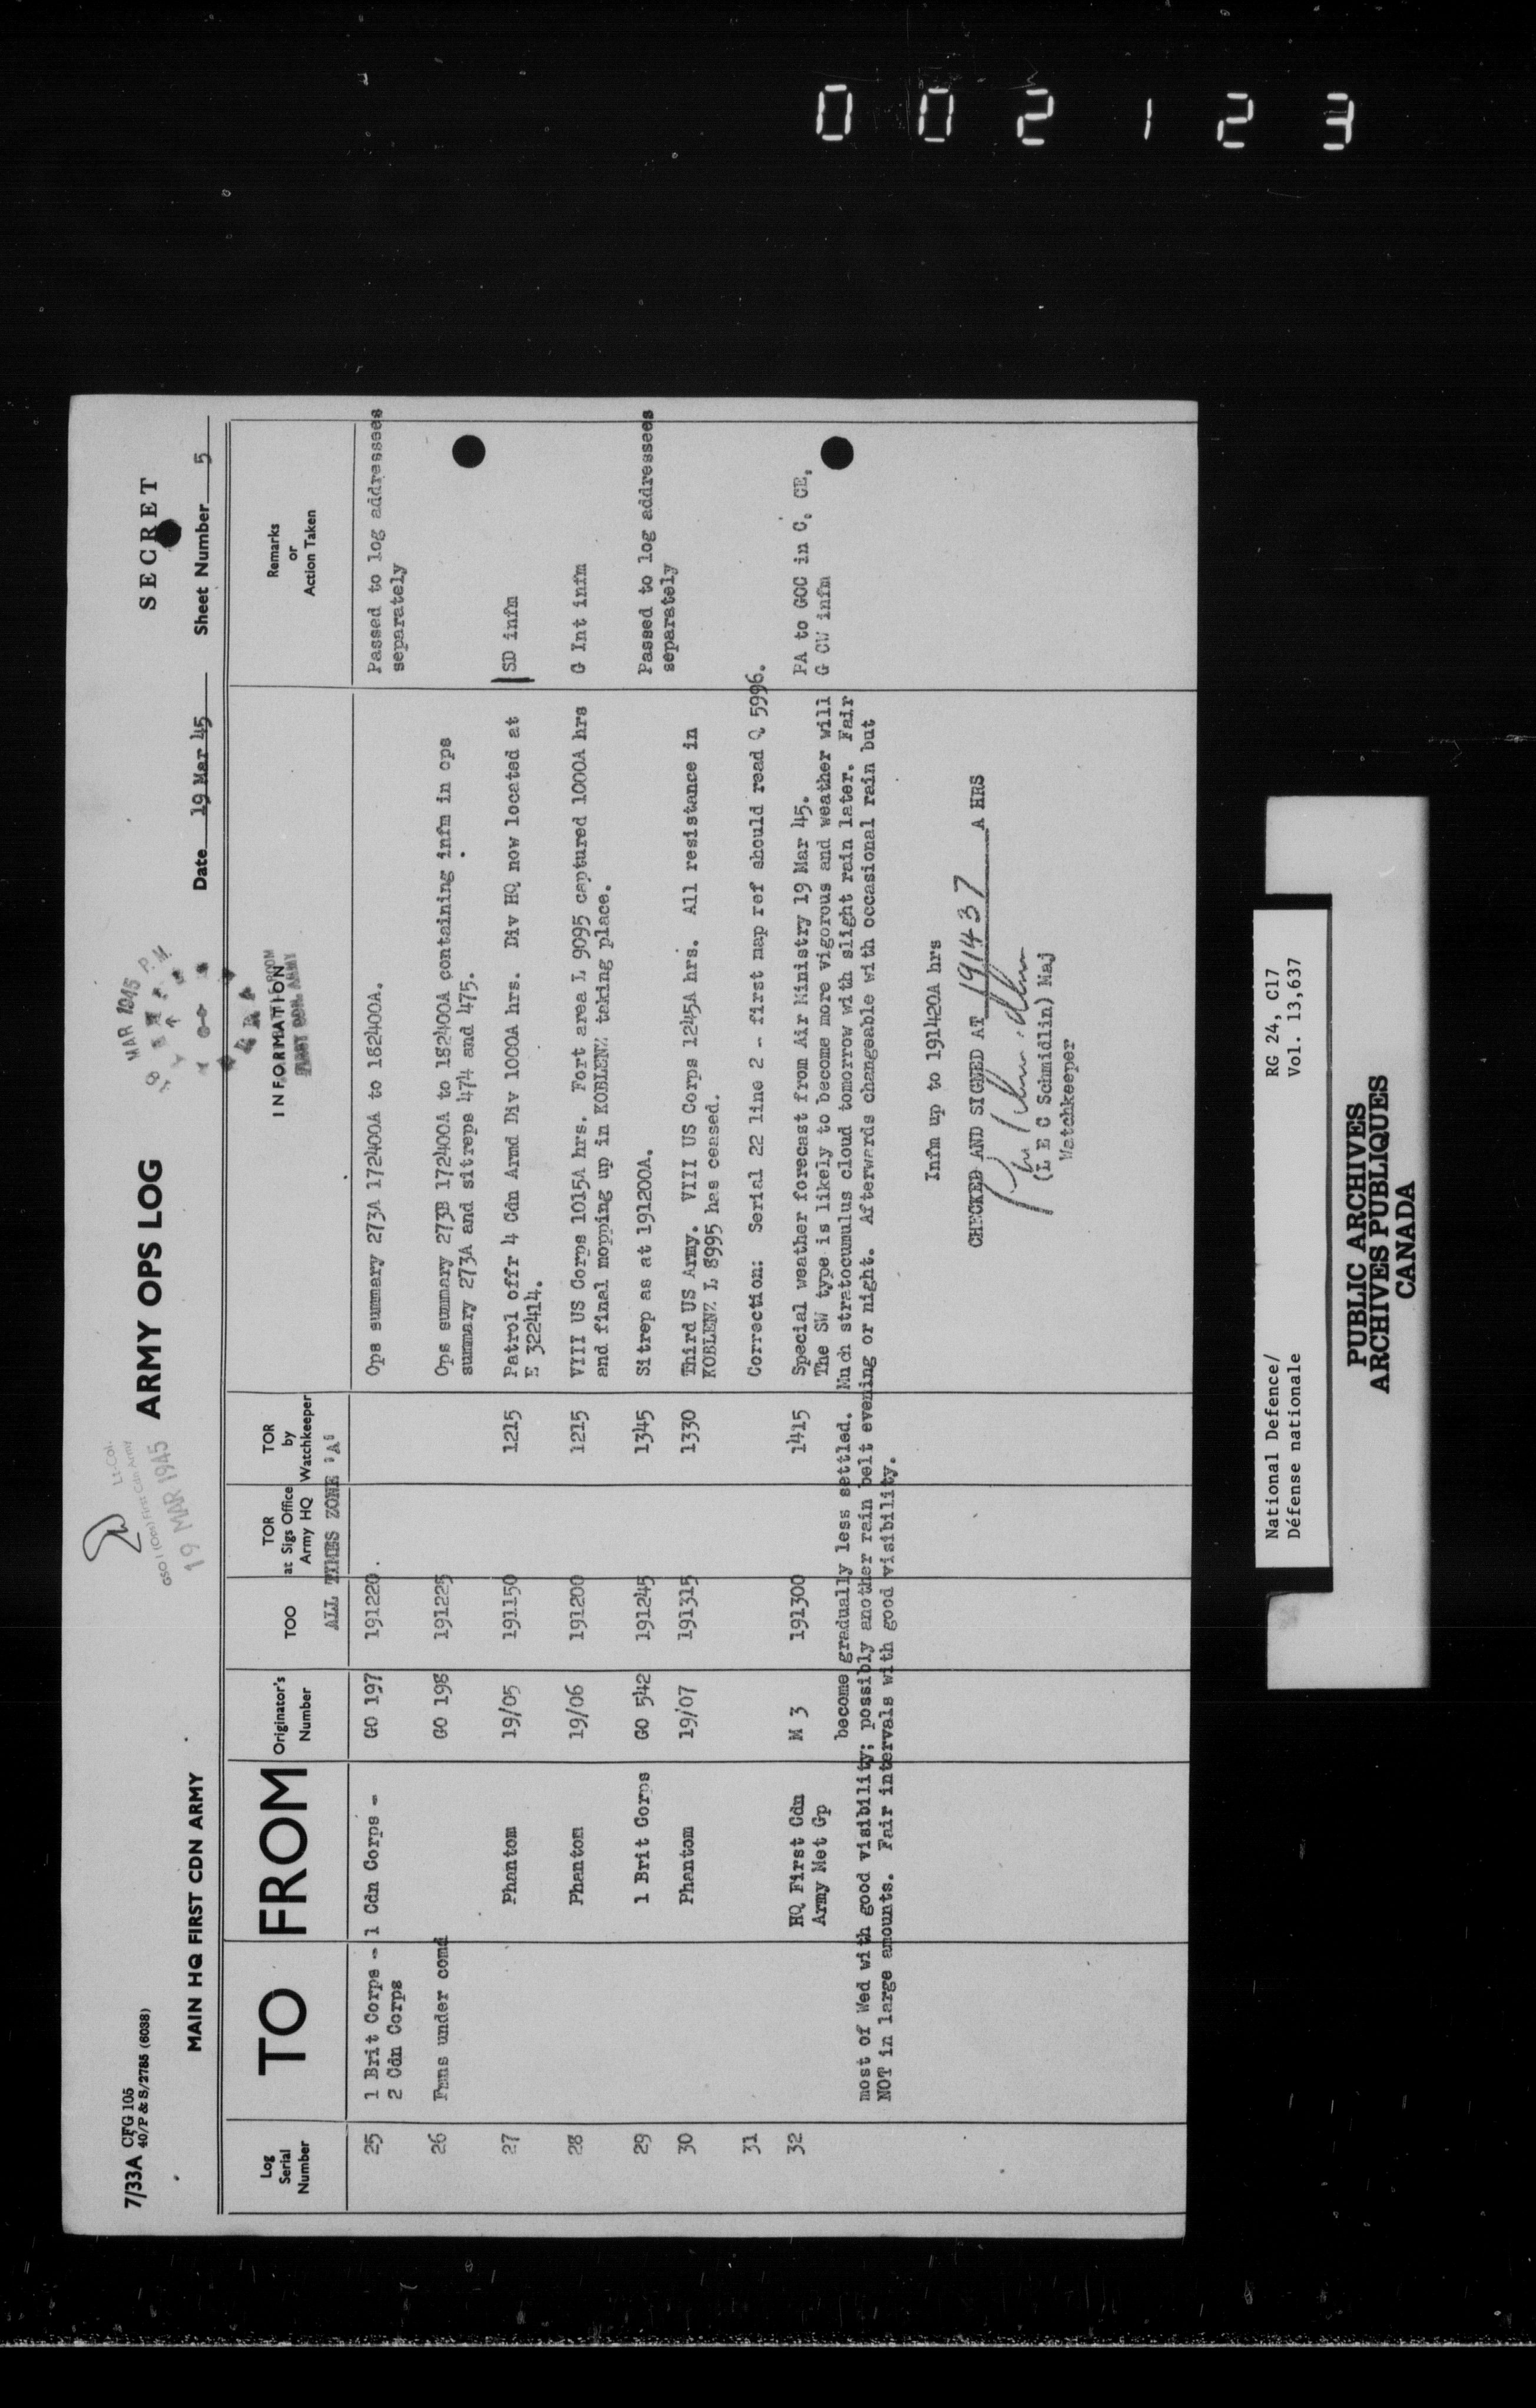 002123
7/33A CFG 105
40/P & S/2785 (6038)
Lt-Col.
GSO I (Ops) First Cdn Army
19 MAR 1945
MAR 1945
SECRET
MAIN HQ FIRST CDN ARMY ARMY OPS LOG Date 19 Mar 45 Sheet Number 5
Log Serial Number TO FROM Originator's Number TOO TOR at Sigs Office Army HQ TOR by Watchkeeper INFORMATION Remarks or Action Taken
ALL TIMES ZONE 'A'
25 1 Brit Corps - 1 Cdn Corps - GO 197 191220. Ops summary 273A 172400A to 182400A. Passed to log addressees
2 Cdn Corps separately
26 Fmns under comd GO 198 191225 Ops summary 273B 172400A to 182400A containing infm in ops
summary 273A and sitreps 474 and 475.
27 Phantom 19/05 191150 1215 Patrol offr 4 Cdn Armd Div 1000A hrs. Div HQ now located at SD infm
E 322414.
28 Phantom 19/06 191200 1215 VIII US Corps 1015A hrs. Fort area L 9095 captured 1000A hrs G Int infm
and final mopping up in KOBLENZ taking place.
29 1 Brit Corps GO 542 191245 1345 Sitrep as at 191200A. Passed to log addressees
separately
30 Phantom 19/07 191315 1330 Third US Army. VIII US Corps 1245A hrs. All resistance in
KOBLENZ L 8995 has ceased.
31 Correction: Serial 22 line 2 - first map ref should read Q 5996.
32 HQ First Cdn M 3 191300 1415 Special weather forecast from Air Ministry 19 Mar 45. PA to GOC in C, CE,
Army Met Gp The SW type is likely to become more vigorous and weather will G CW infm
become gradually less settled. Much stratocumulus cloud tomorrow with slight rain later. Fair
most of Wed with good visibility; possibly another rain belt evening or night. Afterwards changeable with occasional rain but
NOT in large amounts. Fair intervals with good visibility.
Infm up to 191420A hrs
CHECKED AND SIGNED AT 191437 A HRS
(L E C Schmidlin) Maj
Watchkeeper
National Defence/ RG 24, C17
Défense nationale Vol. 13,637
PUBLIC ARCHIVES
ARCHIVES PUBLIQUES
CANADA